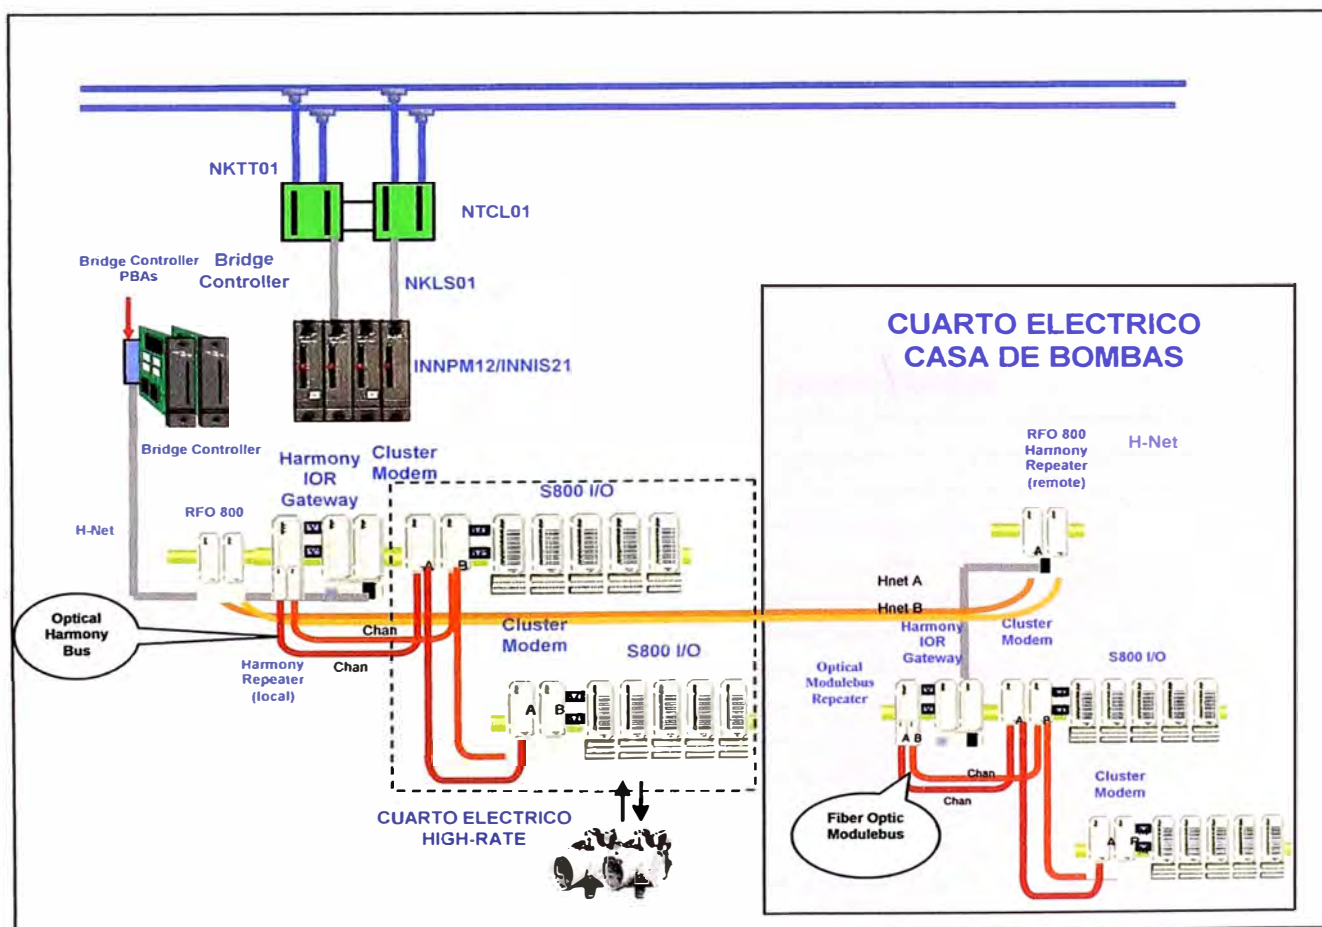 NKTT01
NTCL01
Bridge Controller
PBAs
Bridge
Controller
NKLS01
INNPM12/INNIS21
Bridge Controller
CUARTO ELECTRICO
CASA DE BOMBAS
RFO 800
Harmony
Repeater
(remote)
H-Net
Harmony
IOR
Gateway
Cluster
Modem
S800 I/O
RFO 800
H-Net
A
B
A
Hnet A
Hnet B
Optical
Harmony
Bus
Chan
Chan
Harmony
Repeater
(local)
Cluster
Modem
S800 I/O
A
B
Harmony
IOR
Gateway
Cluster
Modem
Optical
Modulebus
Repeater
S800 I/O
A B
A
B
Chan
Chan
Fiber Optic
Modulebus
Cluster
Modem
A
CUARTO ELECTRICO
HIGH-RATE